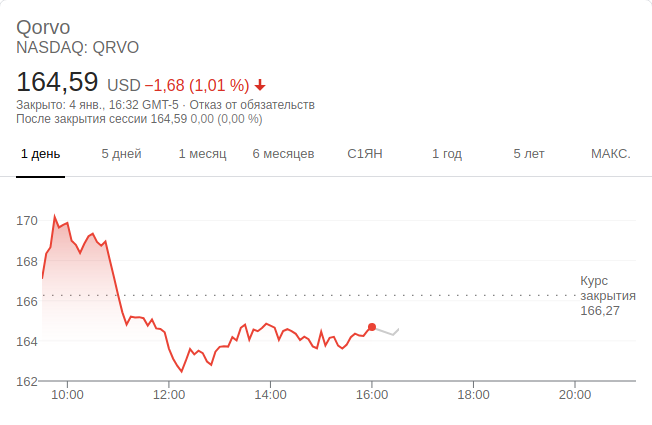 Qorvo
NASDAQ: QRVO
164,59 USD −1,68 (1,01 %)
Закрыто: 4 янв., 16:32 GMT-5 · Отказ от обязательств
После закрытия сессии 164,59 0,00 (0,00 %)
1 день 5 дней 1 месяц 6 месяцев С1ЯН 1 год 5 лет МАКС.
170
168
166
164
162
Курс
закрытия
166,27
10:00 12:00 14:00 16:00 18:00 20:00